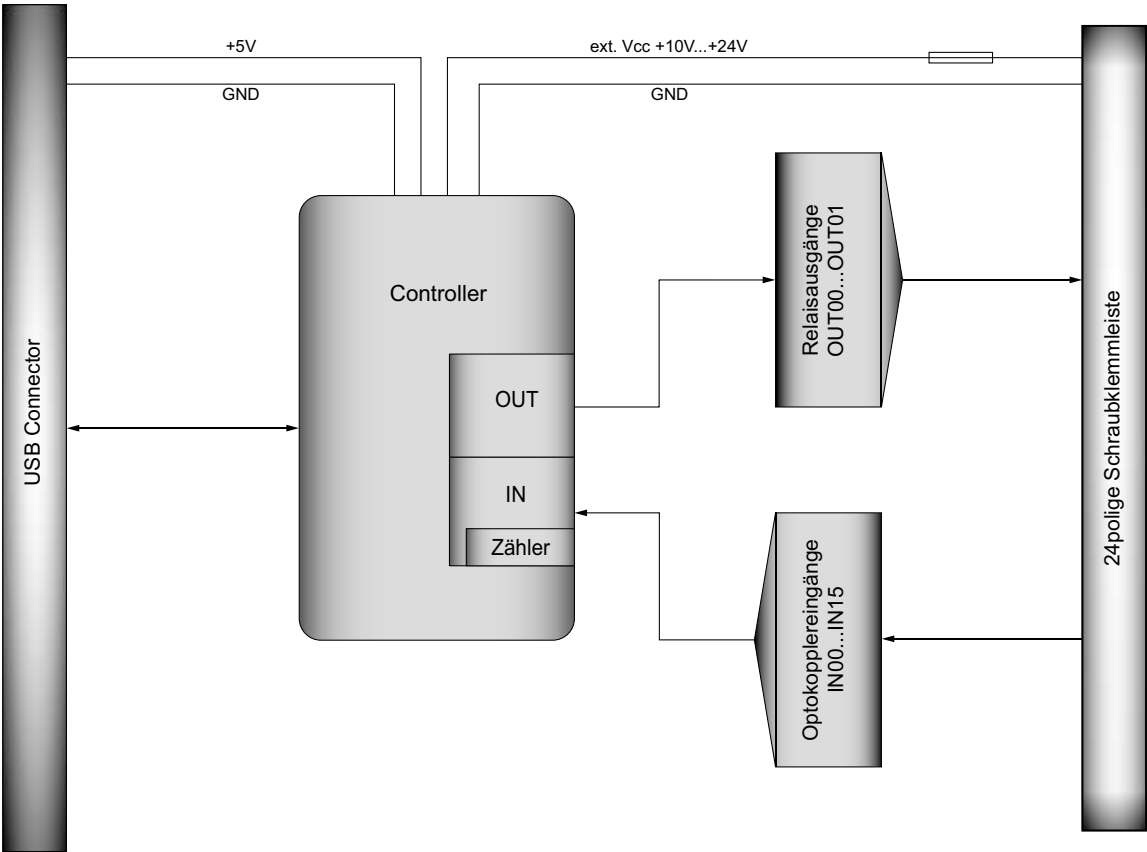 +5V
ext. Vcc +10V...+24V
GND
GND
USB Connector
Controller
OUT
IN
Zähler
Relaisausgänge
OUT00...OUT01
Optokopplereingänge
IN00...IN15
24polige Schraubklemmleiste